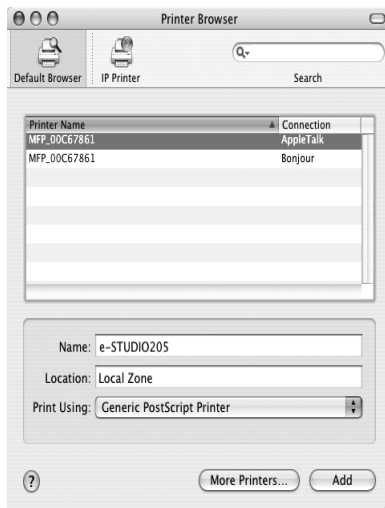 Printer Browser
Default Browser
IP Printer
Search
Printer Name Connection
MFP_00C67861 AppleTalk
MFP_00C67861 Bonjour
Name: e-STUDIO205
Location: Local Zone
Print Using: Generic PostScript Printer
? More Printers... Add